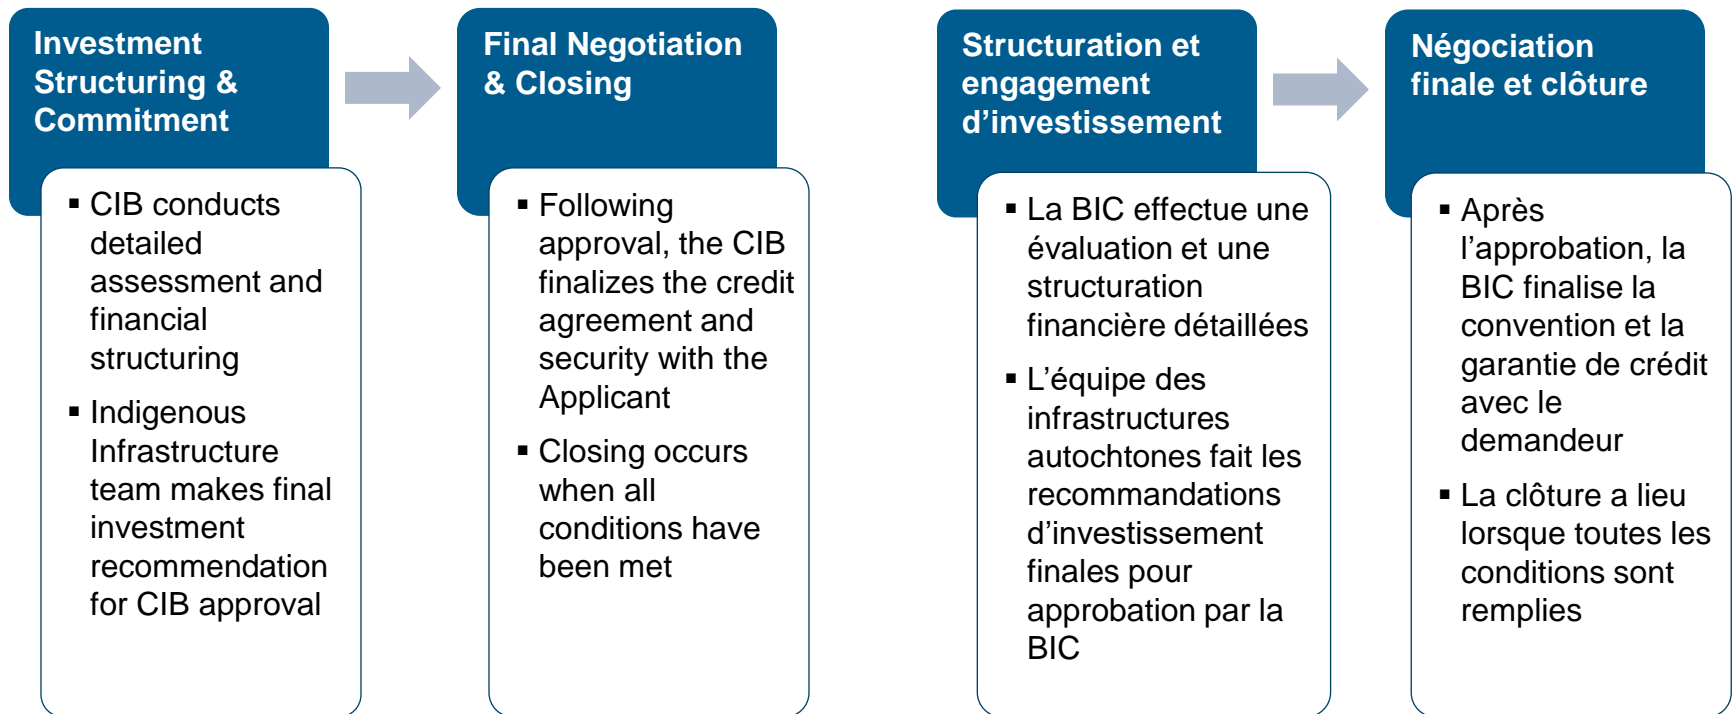 Investment
Structuring &
Commitment
▪ CIB conducts
detailed
assessment and
financial
structuring
▪ Indigenous
Infrastructure
team makes final
investment
recommendation
for CIB approval
Final Negotiation
& Closing
▪ Following
approval, the CIB
finalizes the credit
agreement and
security with the
Applicant
▪ Closing occurs
when all
conditions have
been met
Structuration et
engagement
d’investissement
▪ La BIC effectue une
évaluation et une
structuration
financière détaillées
▪ L’équipe des
infrastructures
autochtones fait les
recommandations
d’investissement
finales pour
approbation par la
BIC
Négociation
finale et clôture
▪ Après
l’approbation, la
BIC finalise la
convention et la
garantie de crédit
avec le
demandeur
▪ La clôture a lieu
lorsque toutes les
conditions sont
remplies